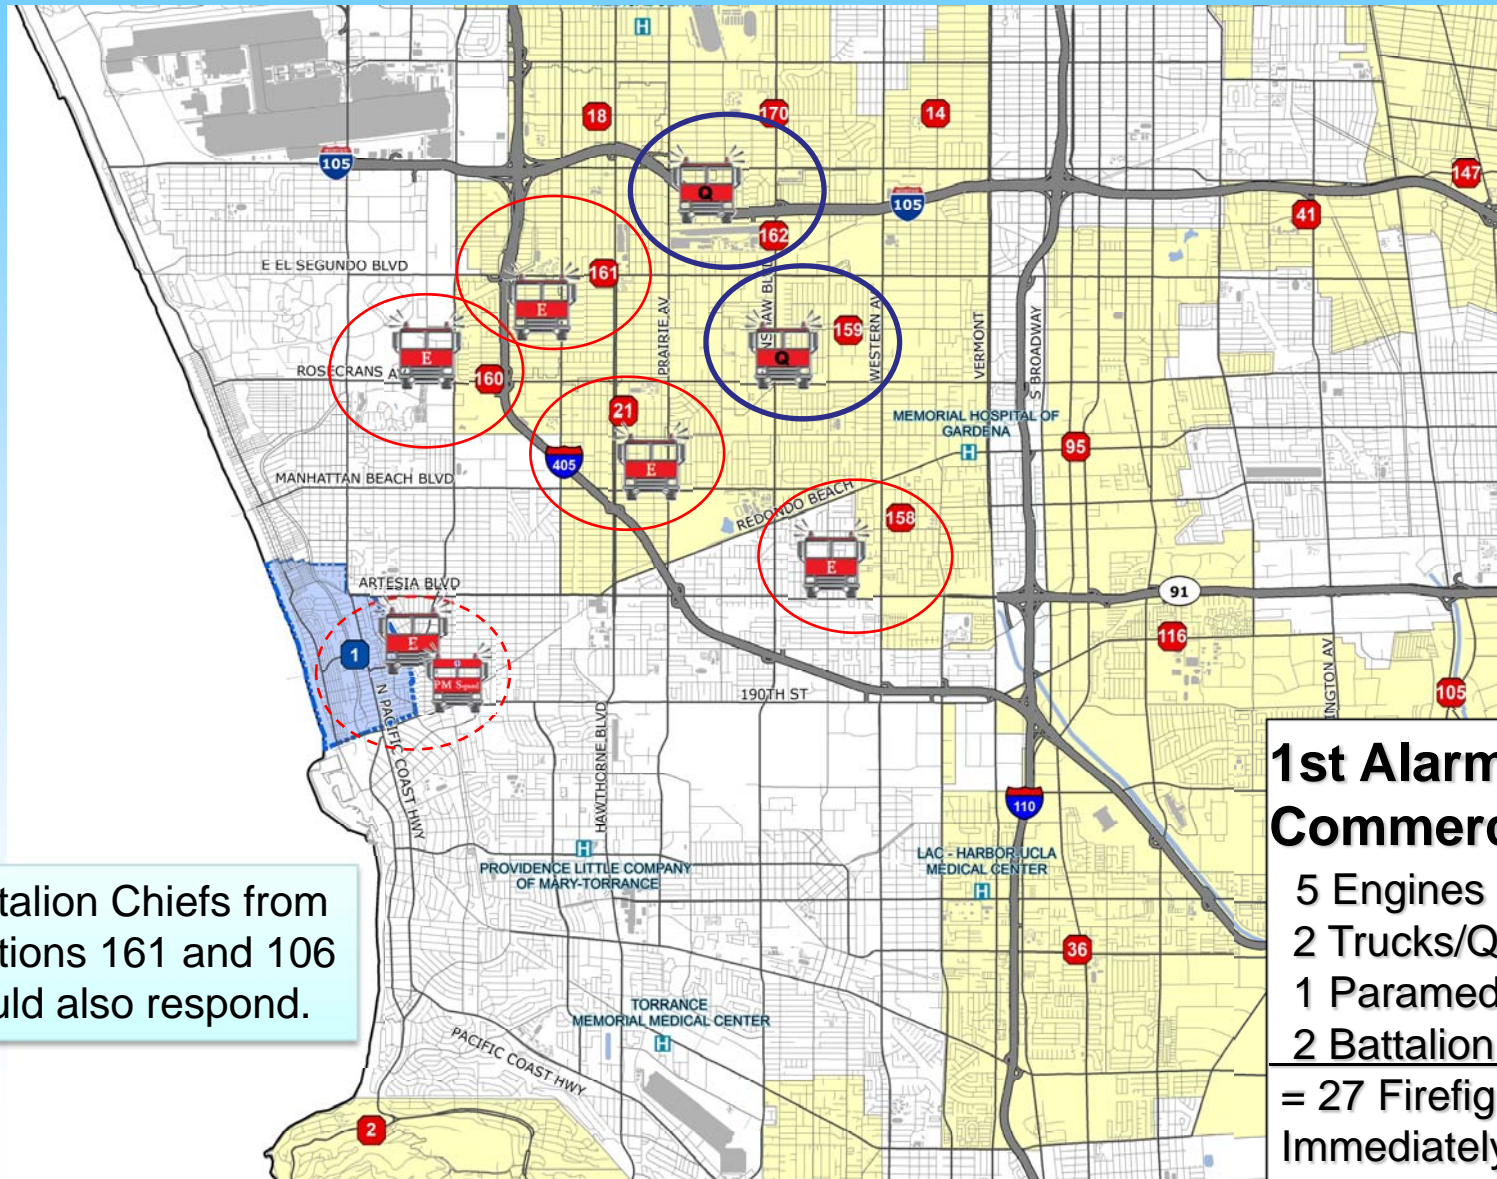 18
170
14
105
Q
147
105
41
162
E EL SEGUNDO BLVD
161
E
PRAIRIE AV
WESTERN AV
159
VERMONT
S BROADWAY
E
ROSECRANS A
160
Q
21
MEMORIAL HOSPITAL OF
GARDENA
H
95
405
E
MANHATTAN BEACH BLVD
REDONDO BEACH
158
E
ARTESIA BLVD
91
E
116
1
PM Squad
190TH ST
105
INGTON AV
N PACIFIC COAST HWY
HAWTHORNE BLVD
110
H
PROVIDENCE LITTLE COMPANY
OF MARY-TORRANCE
LAC - HARBOR-UCLA
MEDICAL CENTER
H
36
TORRANCE
MEMORIAL MEDICAL CENTER
H
PACIFIC COAST HWY
2
talion Chiefs from
tions 161 and 106
uld also respond.
1st Alarm
Commerc
5 Engines
2 Trucks/Q
1 Paramed
2 Battalion
= 27 Firefig
Immediately